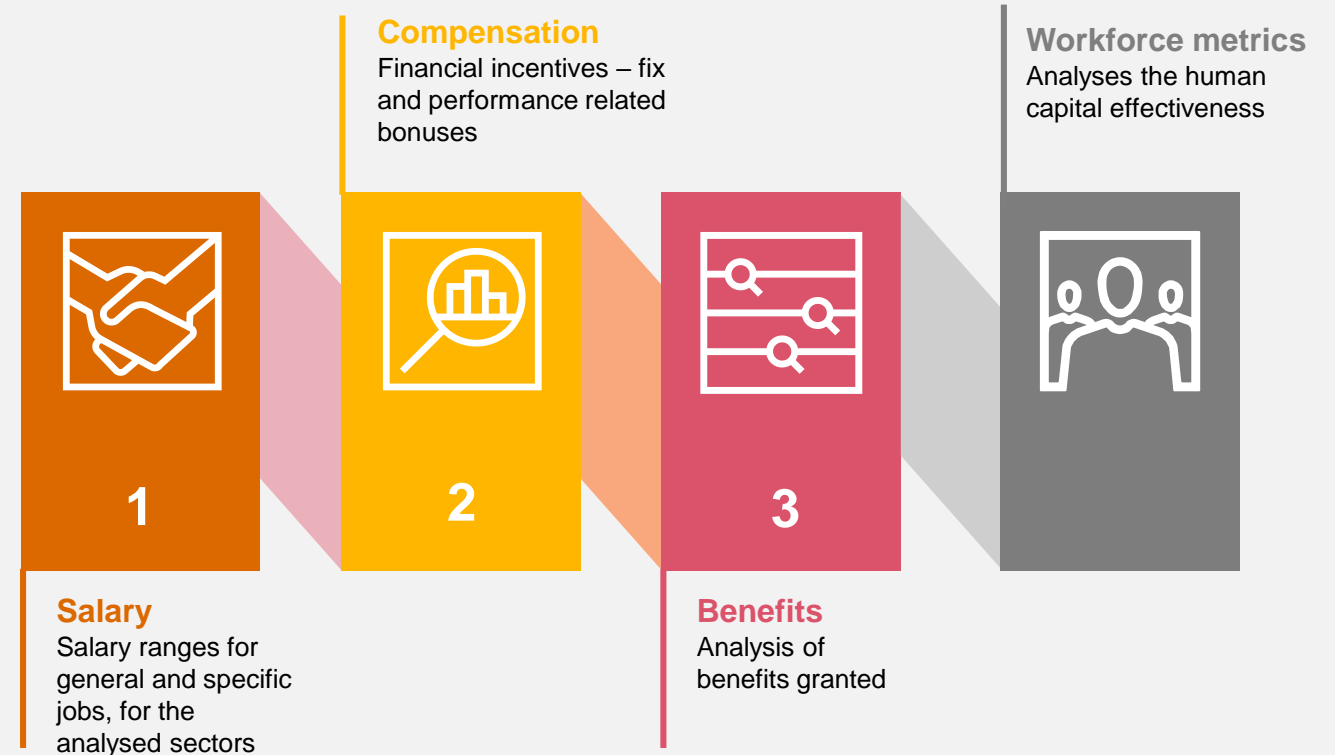 Compensation
Financial incentives – fix
and performance related
bonuses
Workforce metrics
Analyses the human
capital effectiveness
1
2
3
Salary
Salary ranges for
general and specific
jobs, for the
analysed sectors
Benefits
Analysis of
benefits granted